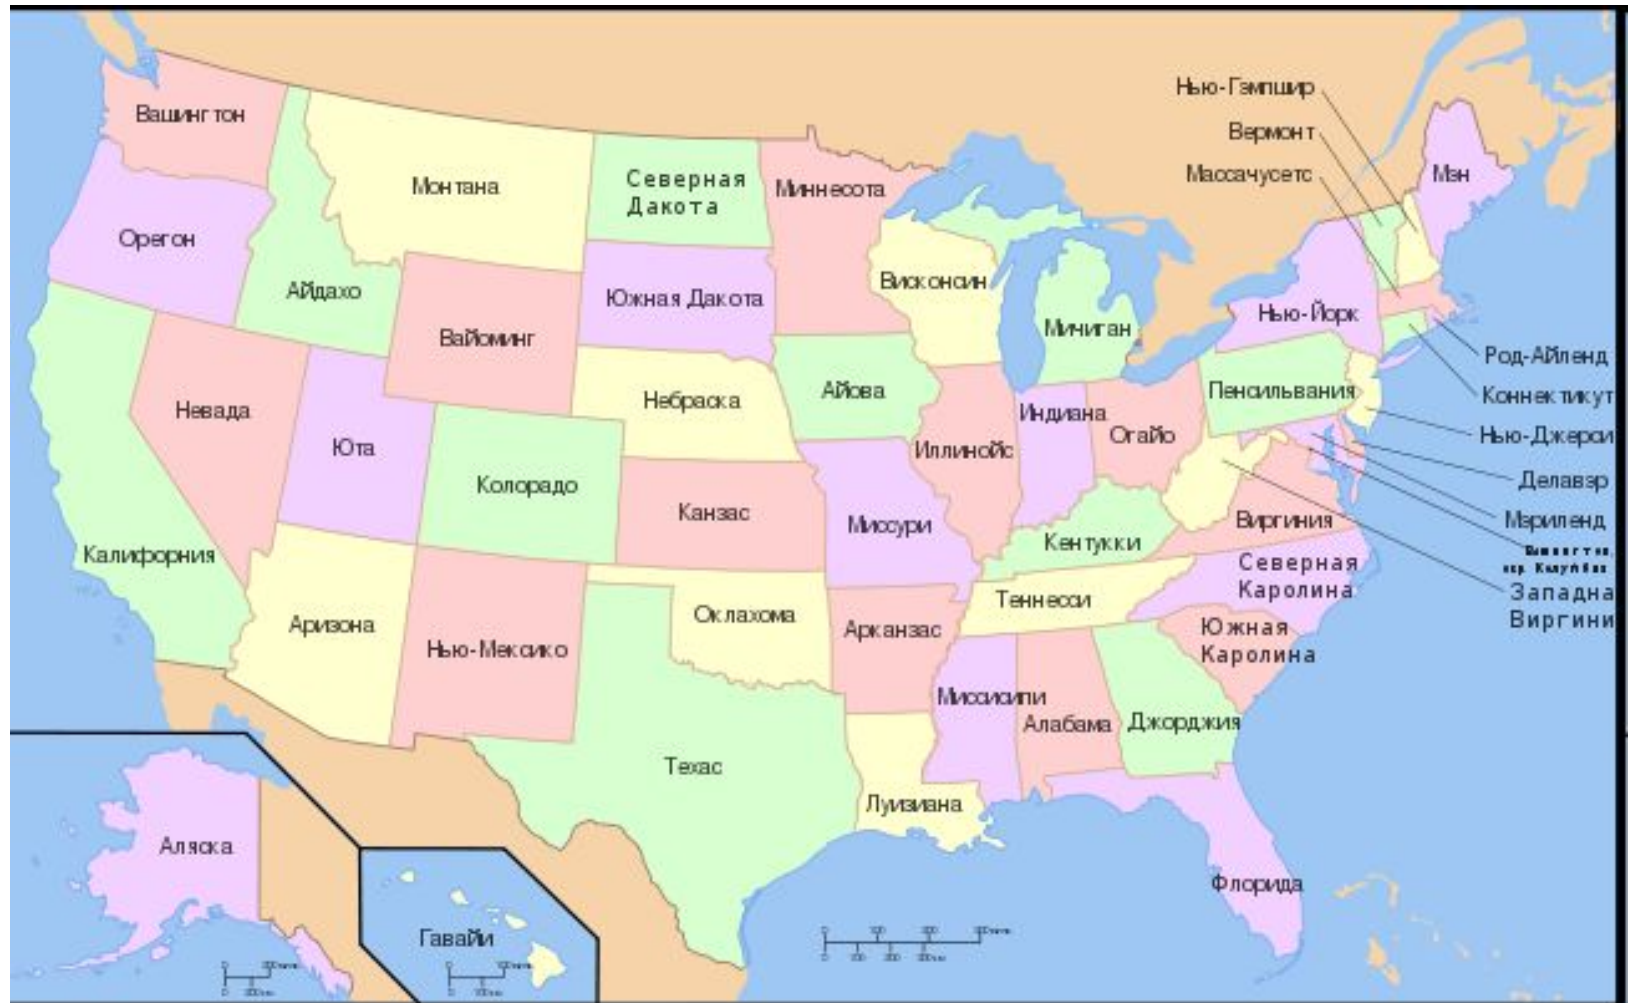 Нью-Гэмпшир
Вермонт
Массачусетс
Мэн
Вашингтон
Монтана
Северная
Дакота
Миннесота
Орегон
Айдахо
Висконсин
Южная Дакота
Вайоминг
Мичиган
Нью-Йорк
Род-Айленд
Коннектикут
Нью-Джерси
Делавэр
Мэриленд
Западна
Виргини
Невада
Юта
Колорадо
Небраска
Айова
Иллинойс
Индиана
Огайо
Пенсильвания
Канзас
Миссури
Кентукки
Виргиния
Калифорния
Аризона
Нью-Мексико
Оклахома
Арканзас
Теннесси
Северная
Каролина
Южная
Каролина
Миссисипи
Алабама
Джорджия
Техас
Луизиана
Флорида
Аляска
Гавайи